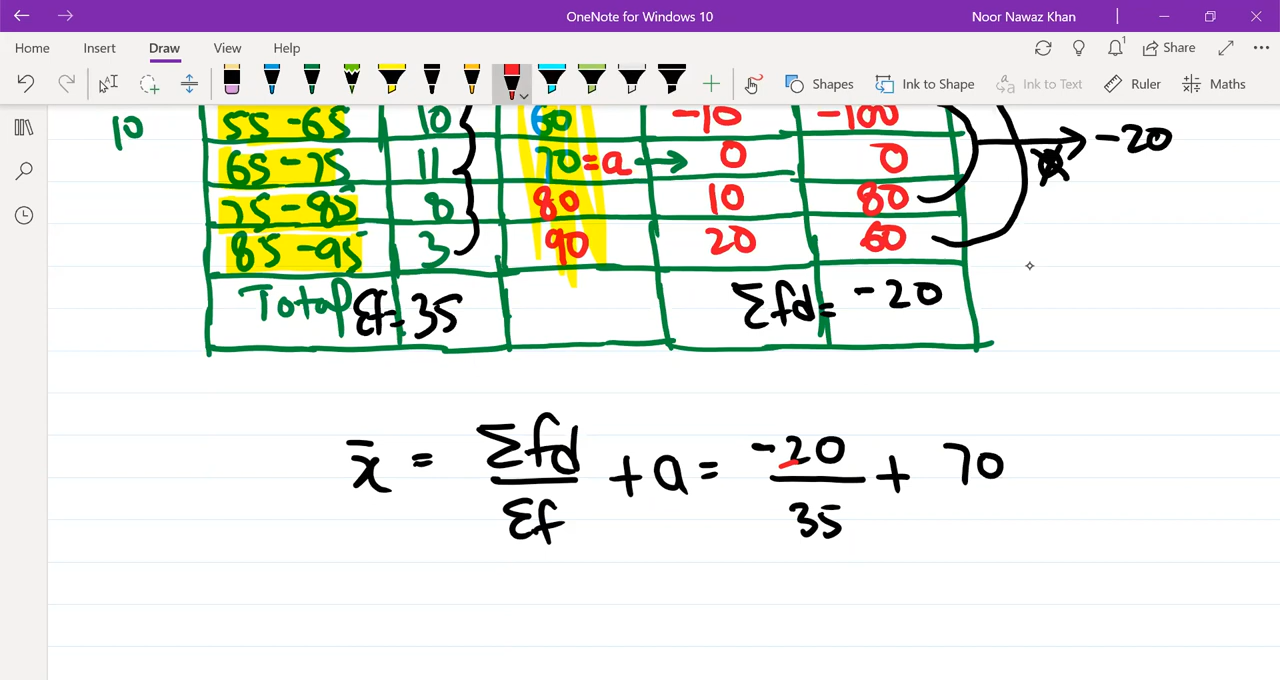 OneNote for Windows 10
Noor Nawaz Khan
Home Insert Draw View Help
1 Share
Shapes Ink to Shape Ink to Text Ruler Maths
10 55-65 10 60 -10 -100
65-75 11 70=a → 0 0 → -20
75-85 8 80 10 80
85-95 3 90 20 60
Total Σf= 35 Σfd= -20
x̄ = Σfd/Σf + a = -20/35 + 70